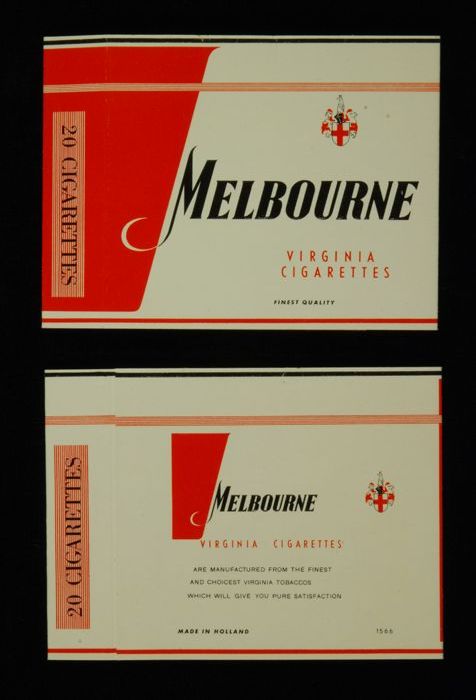 20 CIGARETTES
MELBOURNE
VIRGINIA
CIGARETTES
FINEST QUALITY
20 CIGARETTES
MELBOURNE
VIRGINIA CIGARETTES
ARE MANUFACTURED FROM THE FINEST
AND CHOICEST VIRGINIA TOBACCOS
WHICH WILL GIVE YOU PURE SATISFACTION
MADE IN HOLLAND
1566